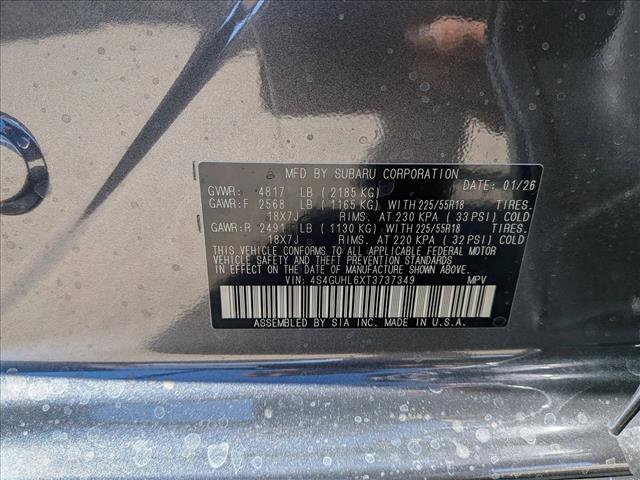 MFD BY SUBARU CORPORATION
GVWR: 4817 LB (2185 KG) DATE: 01/26
GAWR:F 2568 LB (1165 KG) WITH 225/55R18 TIRES.
18X7J RIMS. AT 230 KPA (33 PSI) COLD
GAWR:R 2491 LB (1130 KG) WITH 225/55R18 TIRES.
18X7J RIMS. AT 220 KPA (32 PSI) COLD
THIS VEHICLE CONFORMS TO ALL APPLICABLE FEDERAL MOTOR
VEHICLE SAFETY AND THEFT PREVENTION STANDARDS IN EFFECT
ON THE DATE OF MANUFACTURE SHOWN ABOVE.
VIN: 4S4GUHL6XT3737349 MPV
ASSEMBLED BY SIA INC. MADE IN U.S.A.